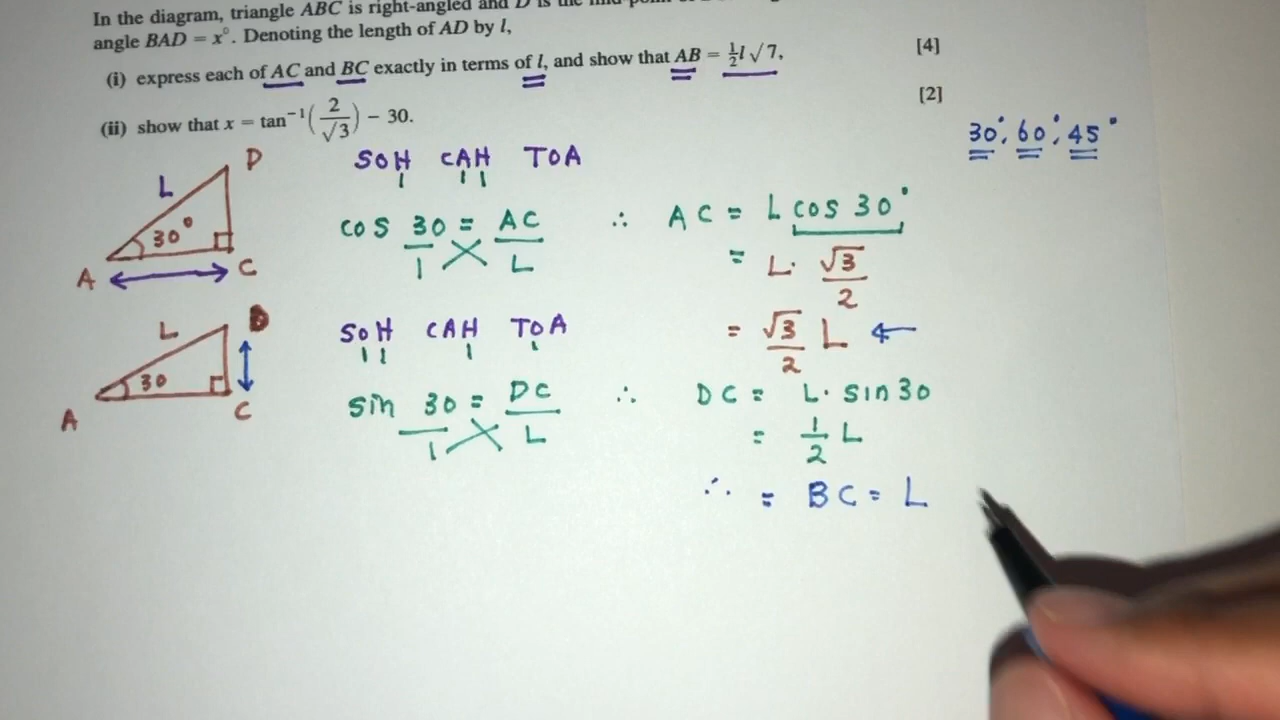 In the diagram, triangle ABC is right-angled and D is the mid-point of
angle BAD = x°. Denoting the length of AD by l,
(i) express each of AC and BC exactly in terms of l, and show that AB = ½l√7, [4]
(ii) show that x = tan⁻¹(2/√3) − 30. [2]
30°, 60°, 45°
D
L
30°
A
C
SOH CAH TOA
cos 30/1 = AC/L
∴ AC = L cos 30°
= L· √3/2
= √3/2 L ←
D
L
30
A
C
SOH CAH TOA
sin 30/1 = DC/L
∴ DC = L· sin 30
= 1/2 L
∴ = BC = L